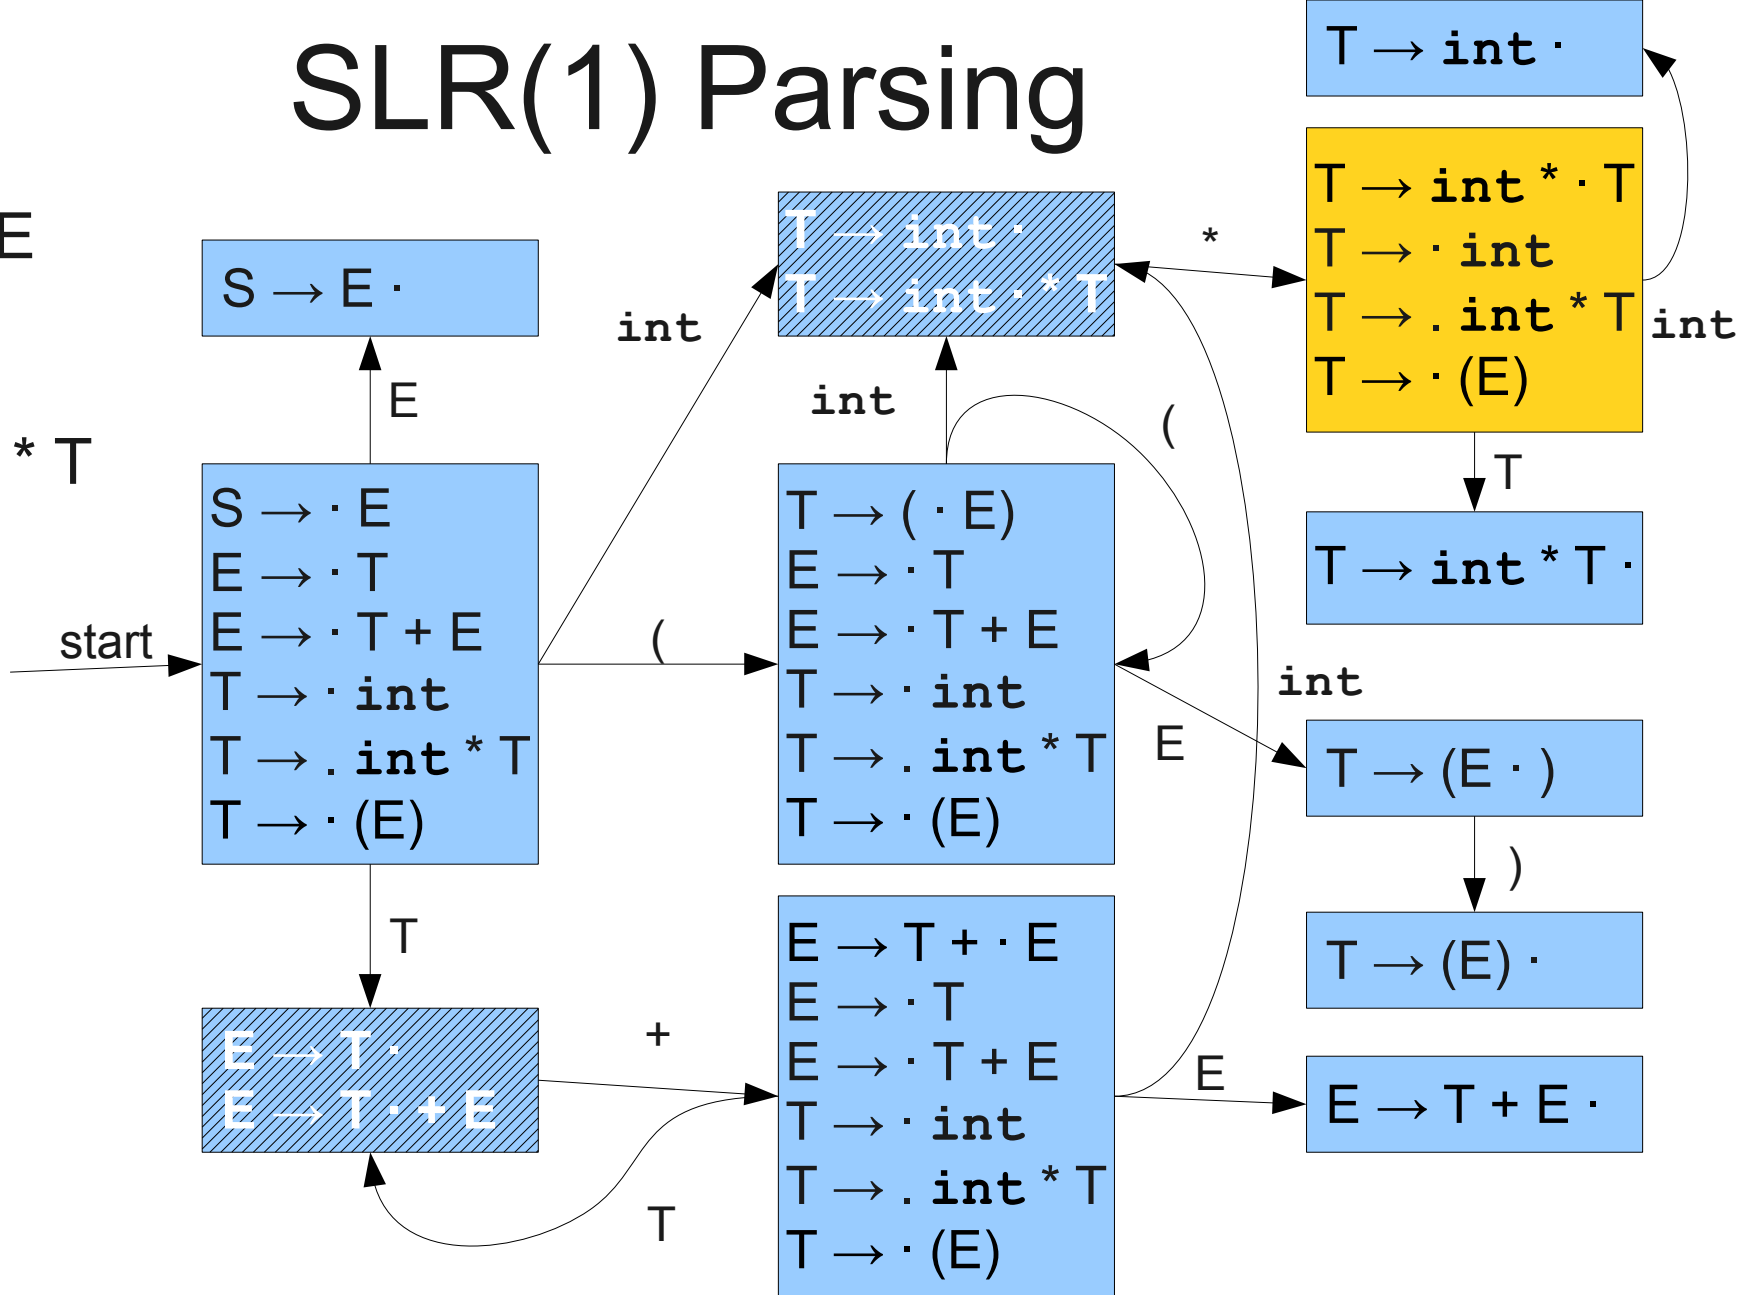 SLR(1) Parsing
E
* T
start
S → E ·
E
S → · E
E → · T
E → · T + E
T → · int
T → . int * T
T → · (E)
T
E → T ·
E → T · + E
int
(
+
T
T → int ·
T → int · * T
int
(
T → ( · E)
E → · T
E → · T + E
T → · int
T → . int * T
T → · (E)
E → T + · E
E → · T
E → · T + E
T → · int
T → . int * T
T → · (E)
*
int
E
E
T → int ·
T → int * · T
T → · int
T → . int * T
T → · (E)
int
T
T → int * T ·
T → (E · )
)
T → (E) ·
E → T + E ·